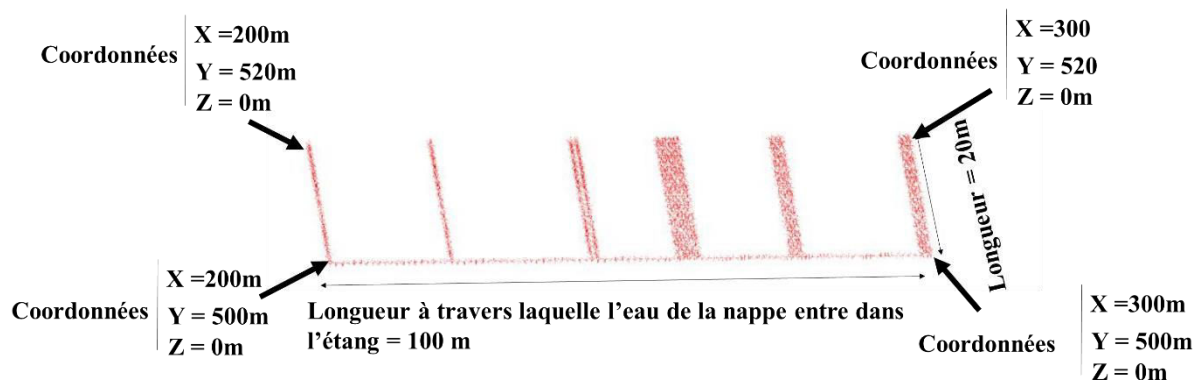 Coordonnées
X =200m
Y = 520m
Z = 0m
Coordonnées
X =300
Y = 520
Z = 0m
Longueur = 20m
Coordonnées
X =200m
Y = 500m
Z = 0m
Longueur à travers laquelle l’eau de la nappe entre dans
l’étang = 100 m
Coordonnées
X =300m
Y = 500m
Z = 0m